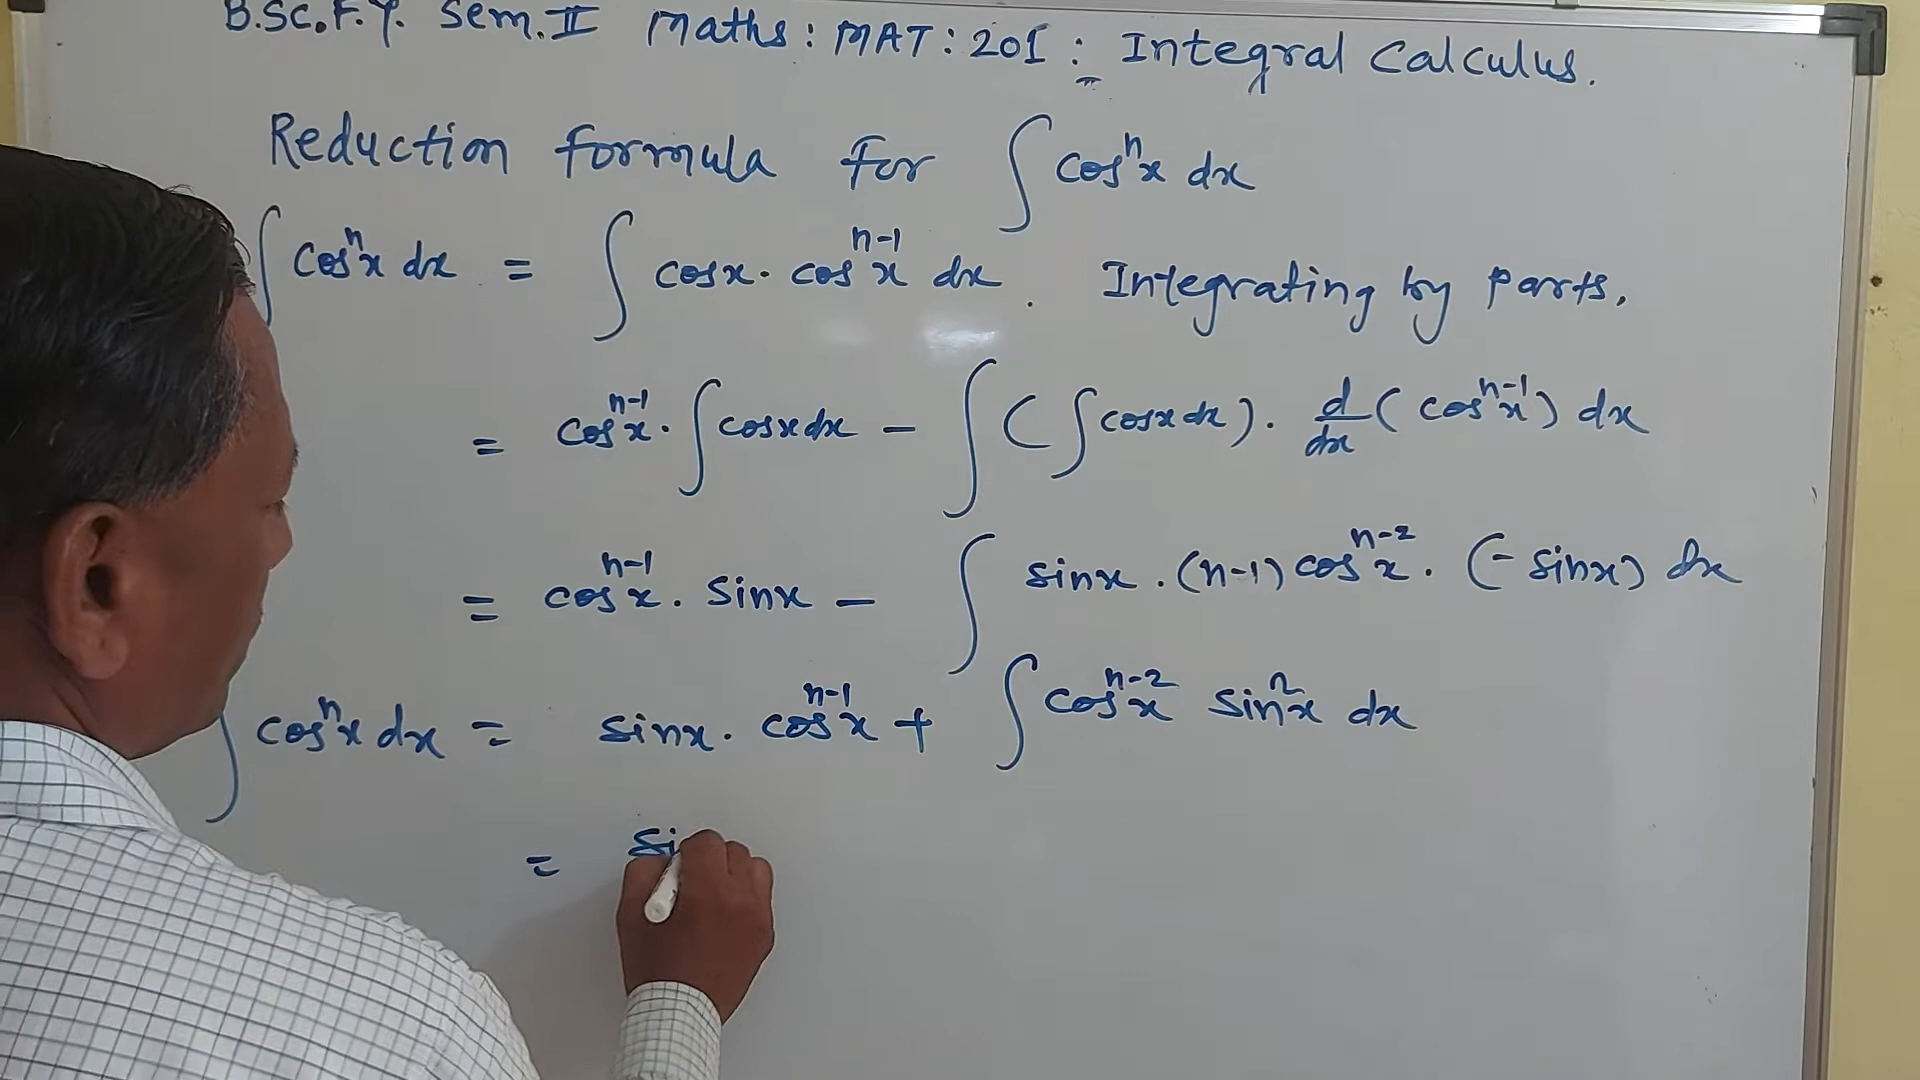 B.Sc.F.Y. Sem.II Maths : MAT : 201 : Integral Calculus.
Reduction formula for ∫ cosⁿx dx
∫ cosⁿx dx = ∫ cosx · cosⁿ⁻¹x dx . Integrating by parts.
= cosⁿ⁻¹x · ∫ cosx dx − ∫ ( ∫ cosx dx ) · d/dx ( cosⁿ⁻¹x ) dx
= cosⁿ⁻¹x · sinx − ∫ sinx · (n-1) cosⁿ⁻²x · (- sinx) dx
∫ cosⁿx dx = sinx · cosⁿ⁻¹x + ∫ cosⁿ⁻²x sin²x dx
= si